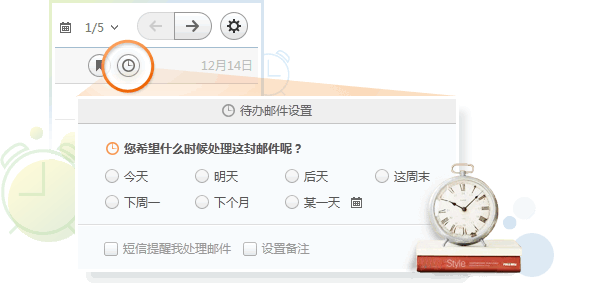 1/5
12月14日
待办邮件设置
您希望什么时候处理这封邮件呢？
今天 明天 后天 这周末
下周一 下个月 某一天
短信提醒我处理邮件 设置备注
Style